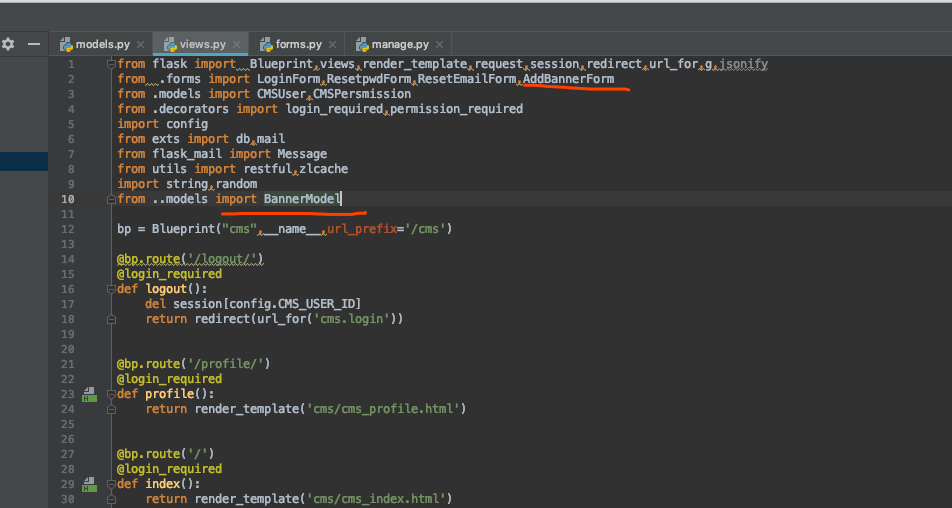 models.py views.py forms.py manage.py
1 from flask import  Blueprint,views,render_template,request,session,redirect,url_for,g,jsonify
2 from  .forms import LoginForm,ResetpwdForm,ResetEmailForm,AddBannerForm
3 from .models import CMSUser,CMSPersmission
4 from .decorators import login_required,permission_required
5 import config
6 from exts import db,mail
7 from flask_mail import Message
8 from utils import restful,zlcache
9 import string,random
10 from ..models import BannerModel
11
12 bp = Blueprint("cms",__name__,url_prefix='/cms')
13
14 @bp.route('/logout/')
15 @login_required
16 def logout():
17     del session[config.CMS_USER_ID]
18     return redirect(url_for('cms.login'))
19
20
21 @bp.route('/profile/')
22 @login_required
23 def profile():
24     return render_template('cms/cms_profile.html')
25
26
27 @bp.route('/')
28 @login_required
29 def index():
30     return render_template('cms/cms_index.html')